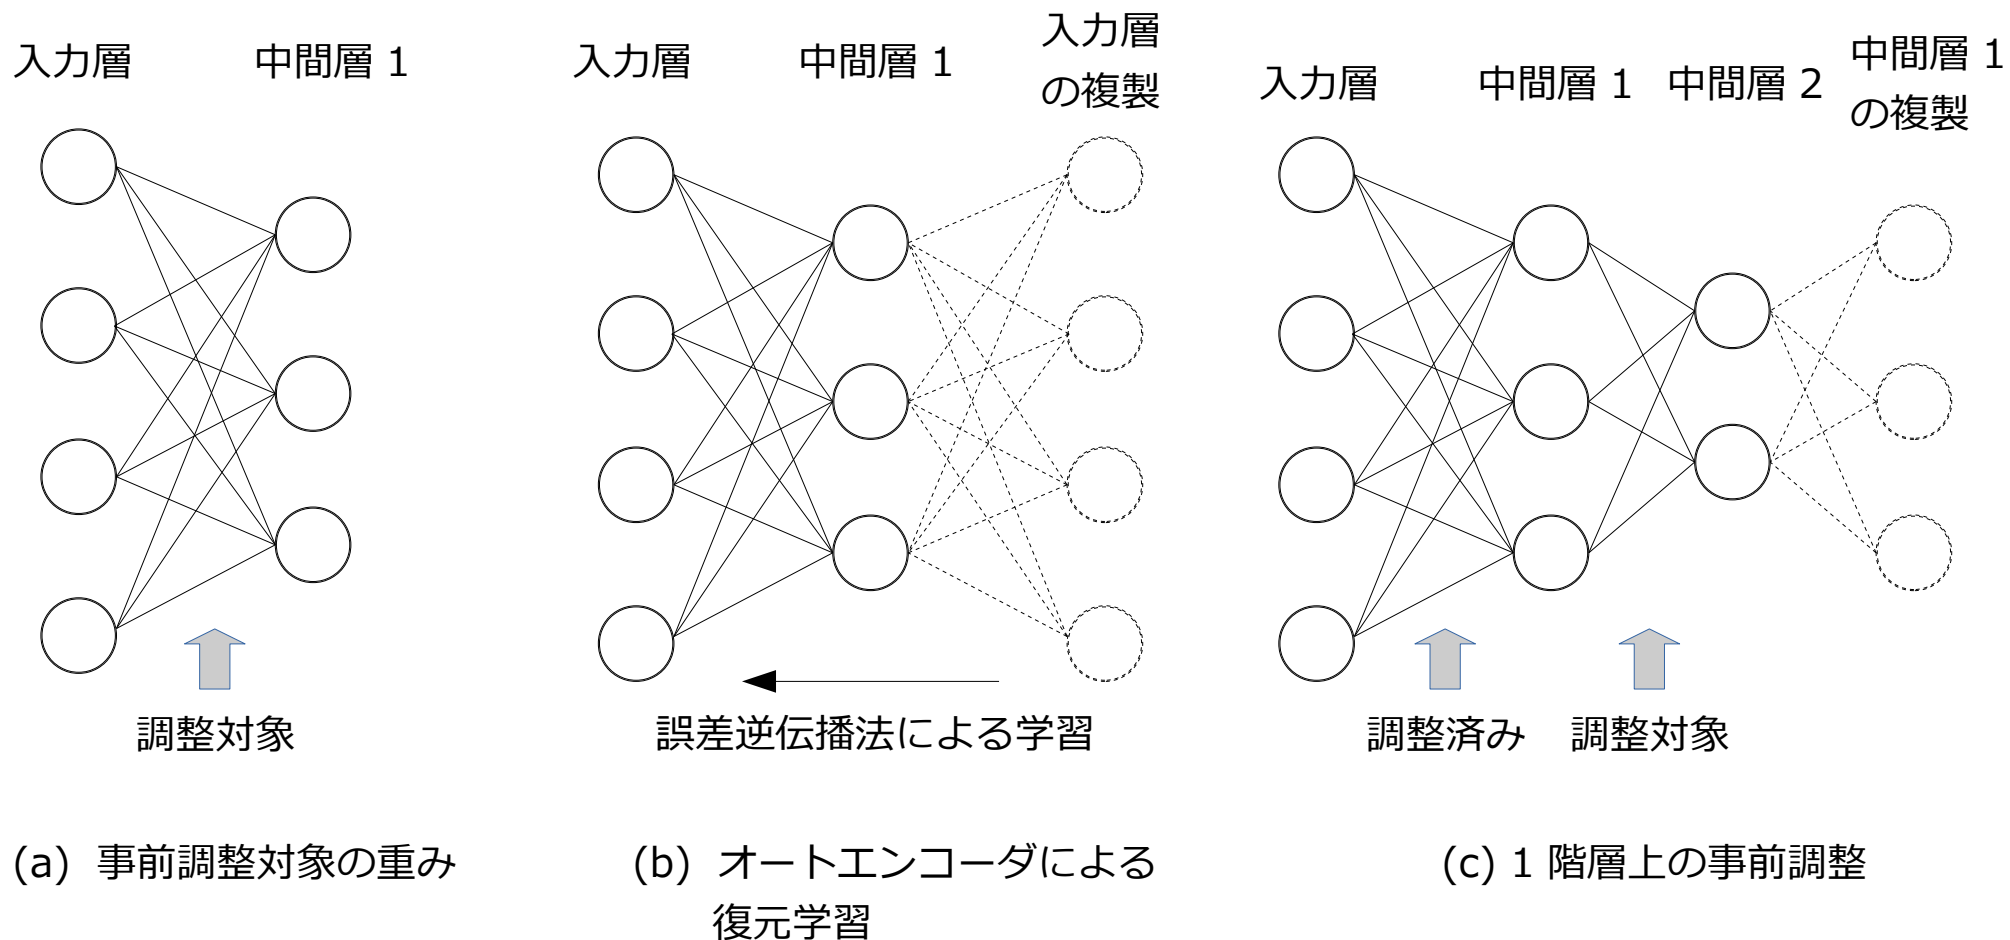 入力層
中間層 1
調整対象
(a) 事前調整対象の重み
入力層
中間層 1
入力層
の複製
誤差逆伝播法による学習
(b) オートエンコーダによる
復元学習
入力層
中間層 1
中間層 2
中間層 1
の複製
調整済み
調整対象
(c) 1 階層上の事前調整